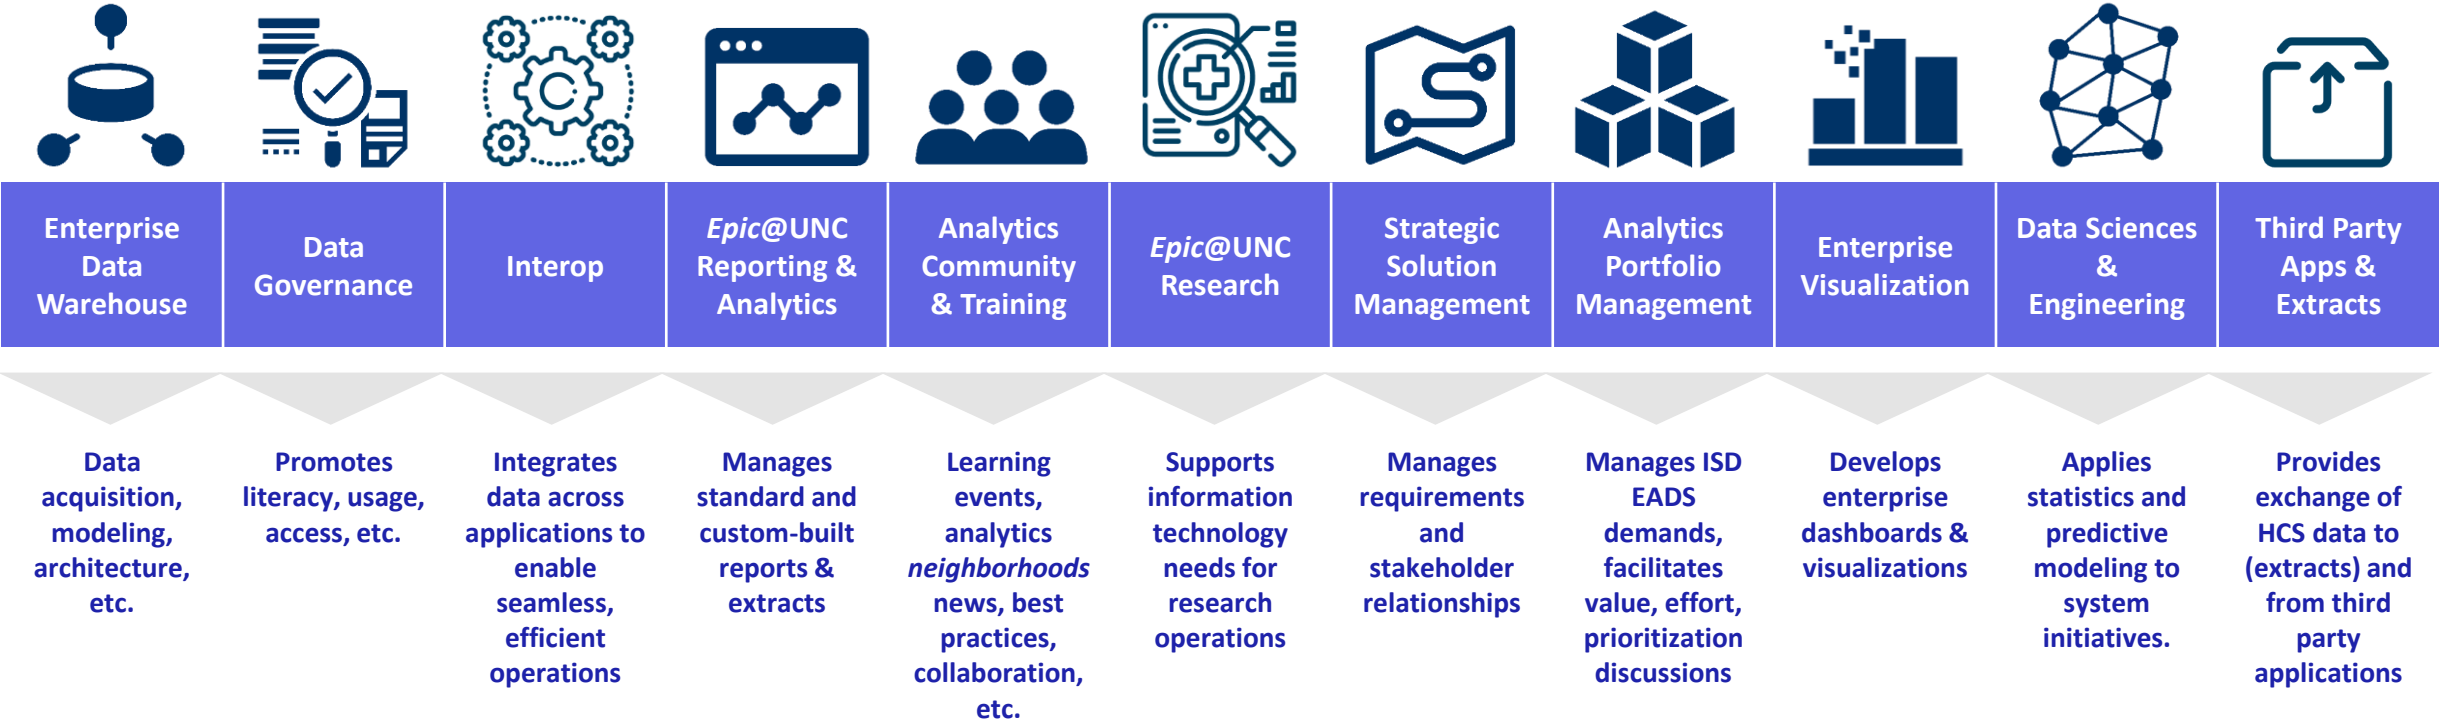 Enterprise
Data
Warehouse
Data
Governance
Interop
Epic@UNC
Reporting &
Analytics
Analytics
Community
& Training
Epic@UNC
Research
Strategic
Solution
Management
Analytics
Portfolio
Management
Enterprise
Visualization
Data Sciences
&
Engineering
Third Party
Apps &
Extracts
Data
acquisition,
modeling,
architecture,
etc.
Promotes
literacy, usage,
access, etc.
Integrates
data across
applications to
enable
seamless,
efficient
operations
Manages
standard and
custom-built
reports &
extracts
Learning
events,
analytics
neighborhoods
news, best
practices,
collaboration,
etc.
Supports
information
technology
needs for
research
operations
Manages
requirements
and
stakeholder
relationships
Manages ISD
EADS
demands,
facilitates
value, effort,
prioritization
discussions
Develops
enterprise
dashboards &
visualizations
Applies
statistics and
predictive
modeling to
system
initiatives.
Provides
exchange of
HCS data to
(extracts) and
from third
party
applications